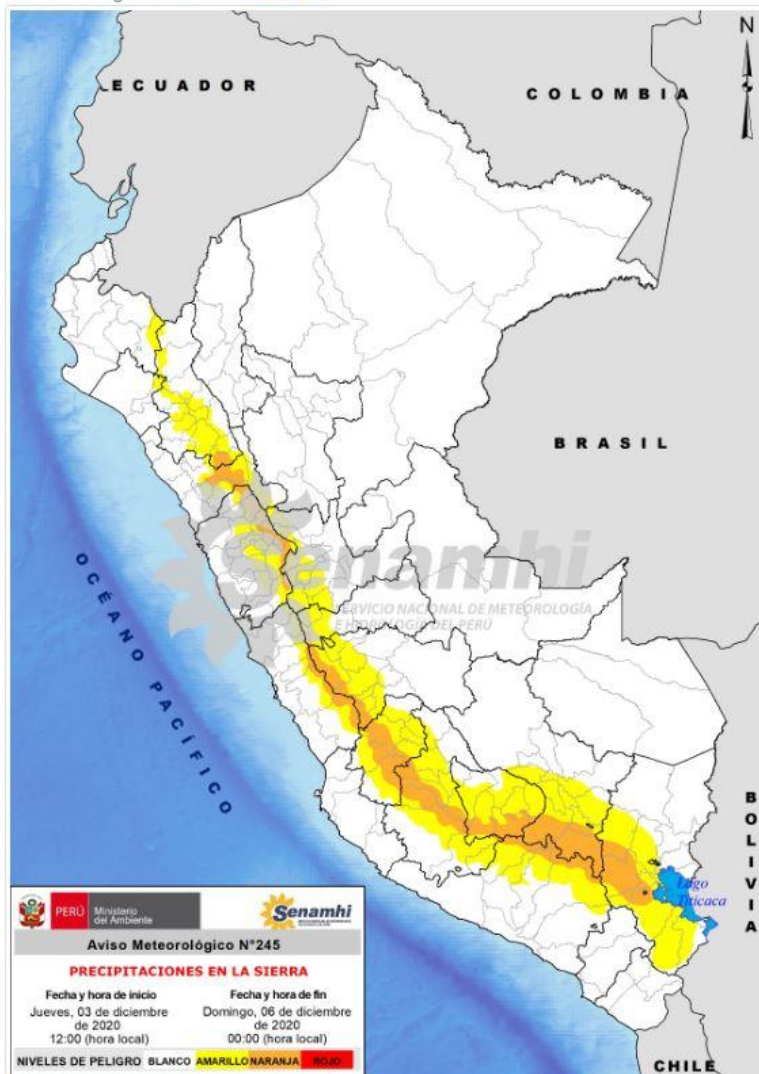 N
ECUADOR
COLOMBIA
BRASIL
OCÉANO PACÍFICO
Senamhi
SERVICIO NACIONAL DE METEOROLOGÍA
E HIDROLOGÍA DEL PERÚ
BOLIVIA
Lago
Titicaca
PERÚ Ministerio
del Ambiente
Senamhi
Aviso Meteorológico N°245
PRECIPITACIONES EN LA SIERRA
Fecha y hora de inicio
Jueves, 03 de diciembre
de 2020
12:00 (hora local)
Fecha y hora de fin
Domingo, 06 de diciembre
de 2020
00:00 (hora local)
NIVELES DE PELIGRO BLANCO AMARILLO NARANJA ROJO
CHILE